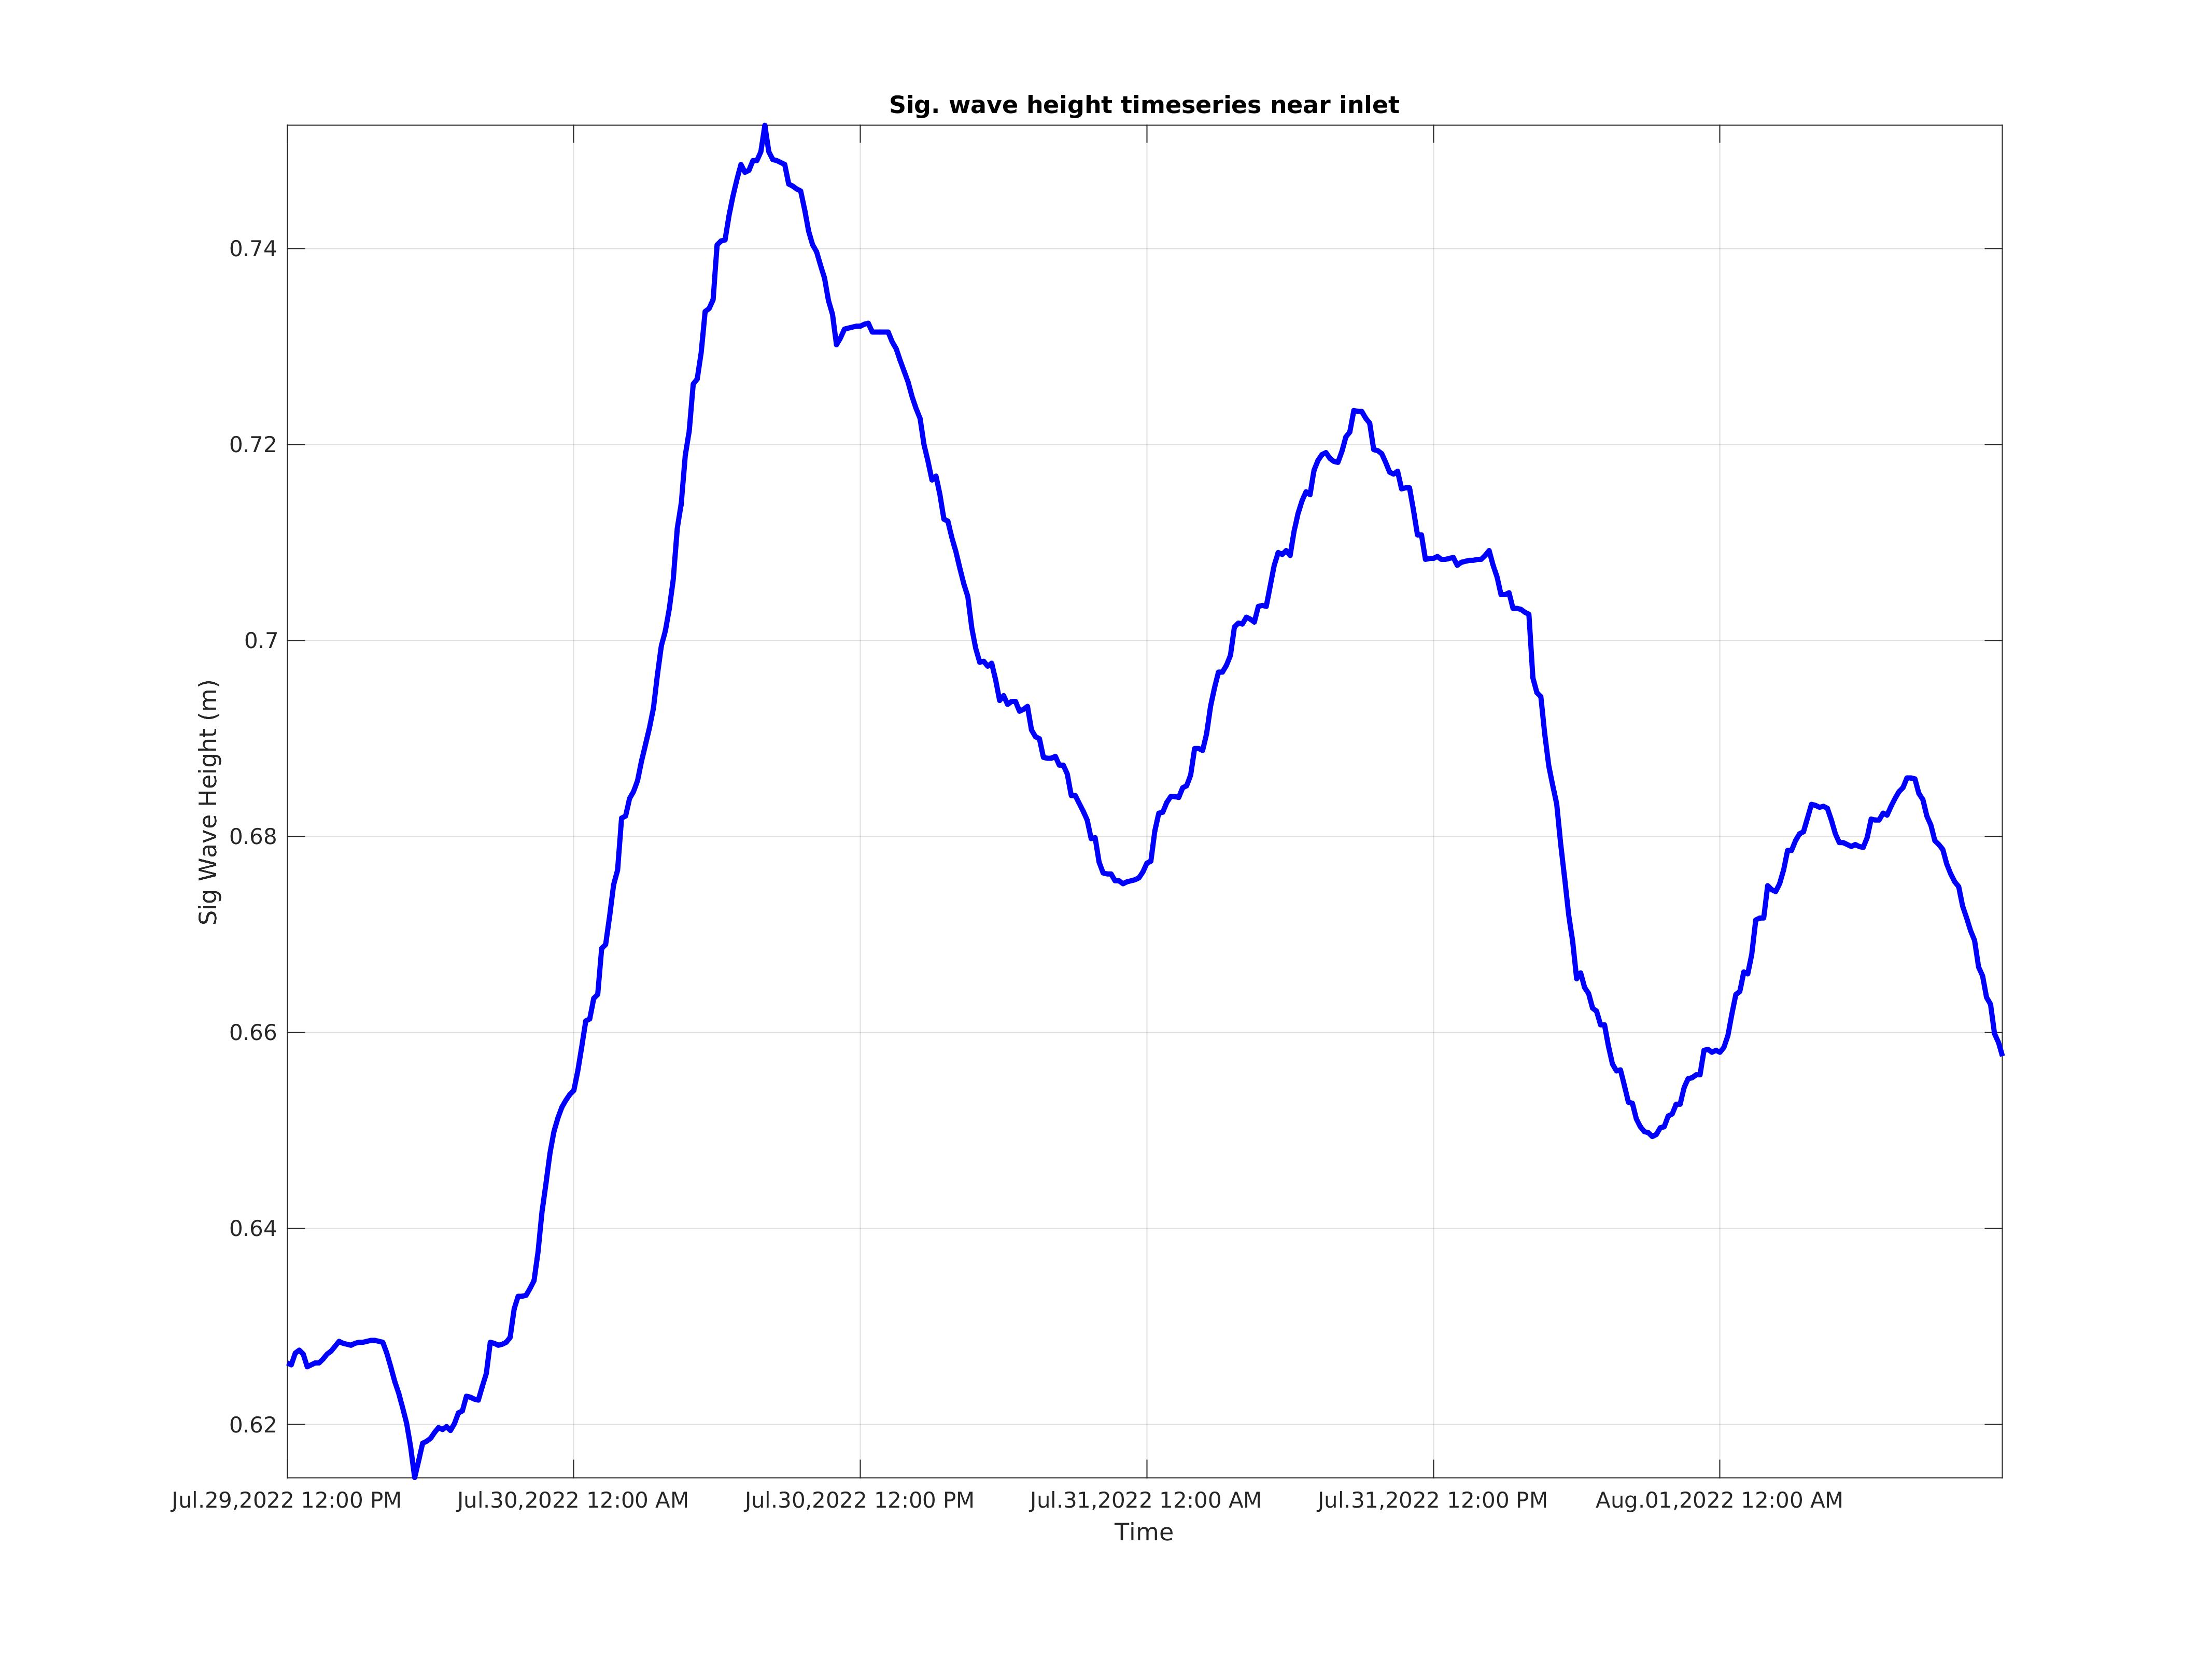 Sig. wave height timeseries near inlet
0.74
0.72
0.7
0.68
0.66
0.64
0.62
Sig Wave Height (m)
Jul.29,2022 12:00 PM
Jul.30,2022 12:00 AM
Jul.30,2022 12:00 PM
Jul.31,2022 12:00 AM
Jul.31,2022 12:00 PM
Aug.01,2022 12:00 AM
Time